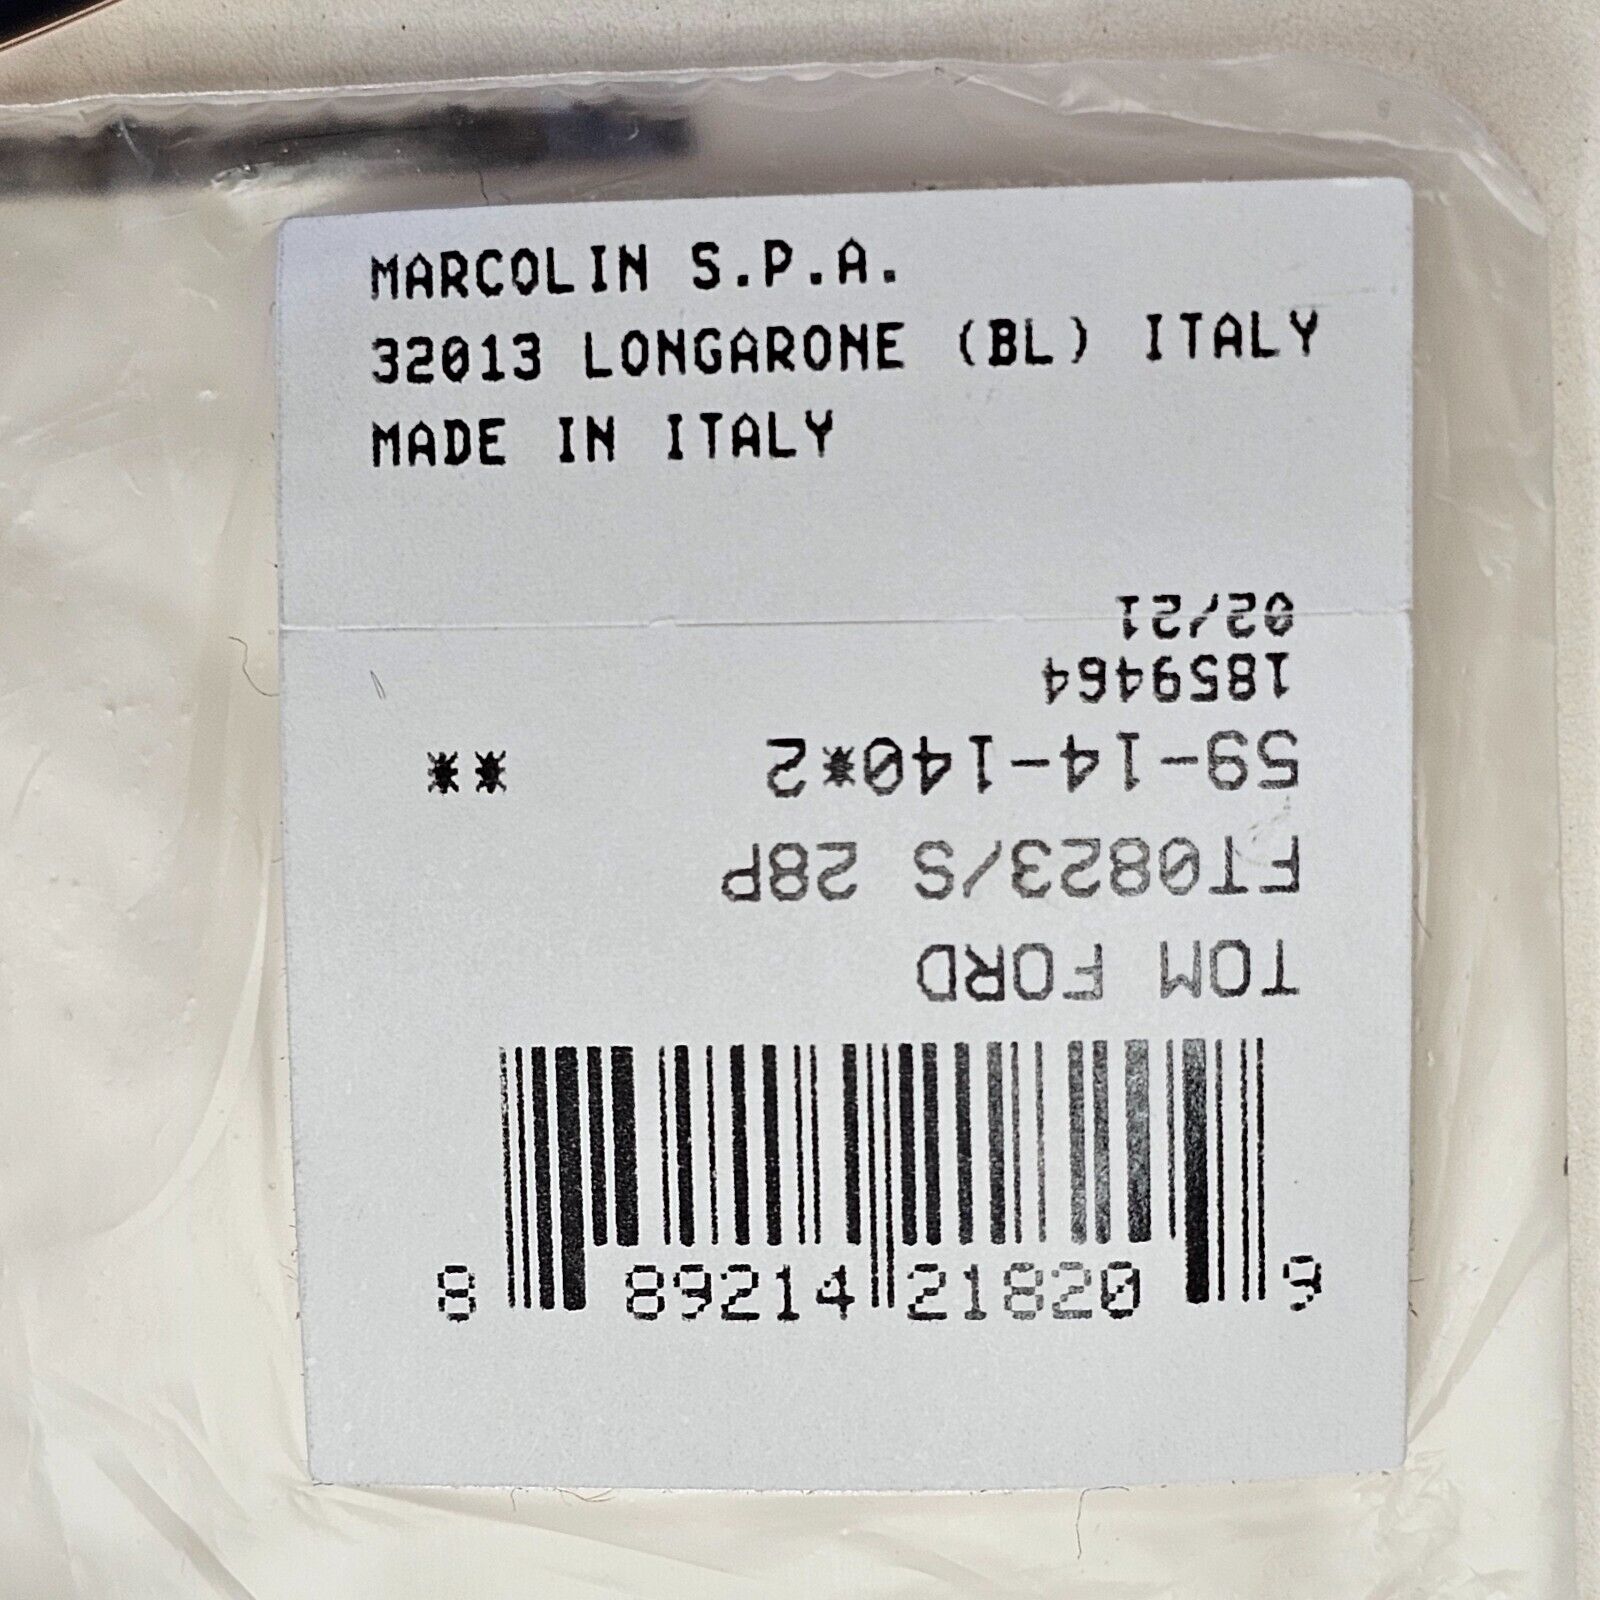 MARCOLIN S.P.A.
32013 LONGARONE (BL) ITALY
MADE IN ITALY
TOM FORD
FT0823/S 28P
59-14-140*2 **
1859464
02/21
8 89214 21820 9